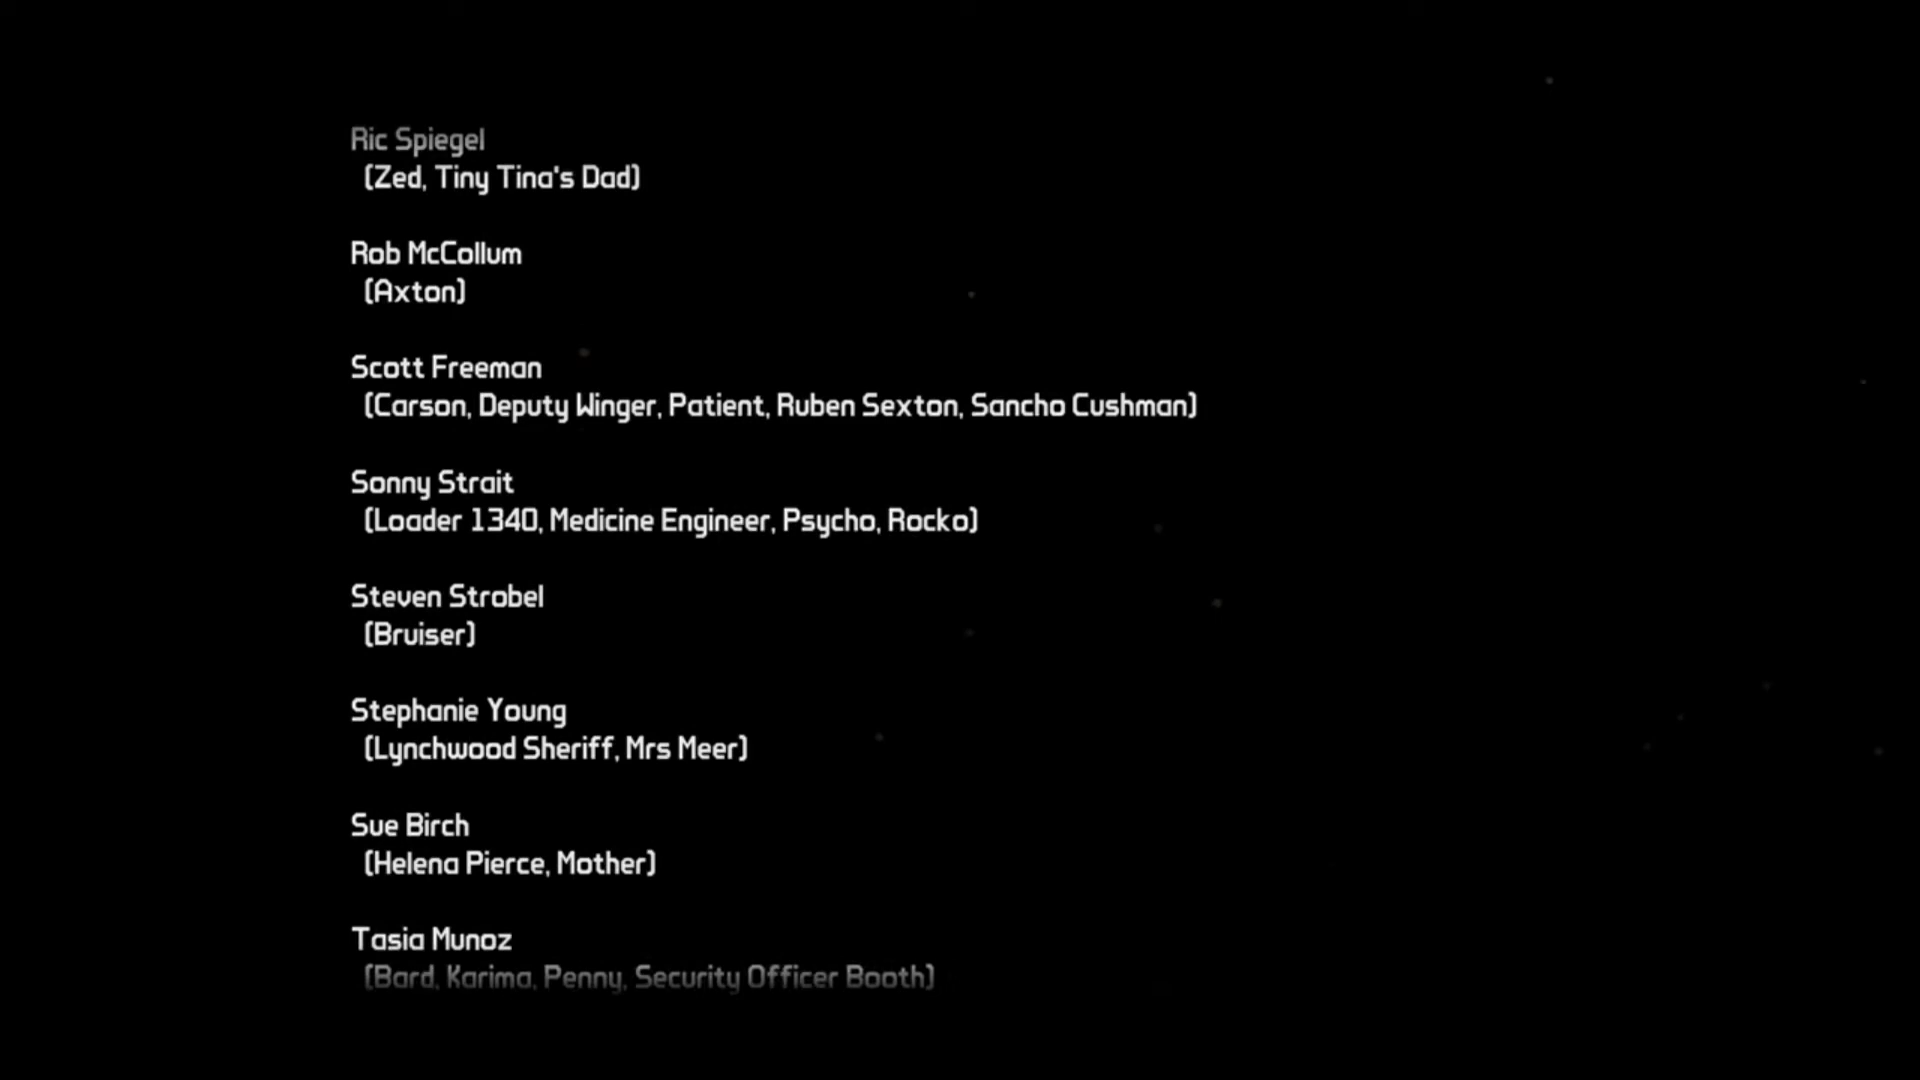 Ric Spiegel
(Zed, Tiny Tina's Dad)
Rob McCollum
(Axton)
Scott Freeman
(Carson, Deputy Winger, Patient, Ruben Sexton, Sancho Cushman)
Sonny Strait
(Loader 1340, Medicine Engineer, Psycho, Rocko)
Steven Strobel
(Bruiser)
Stephanie Young
(Lynchwood Sheriff, Mrs Meer)
Sue Birch
(Helena Pierce, Mother)
Tasia Munoz
(Bard, Karima, Penny, Security Officer Booth)